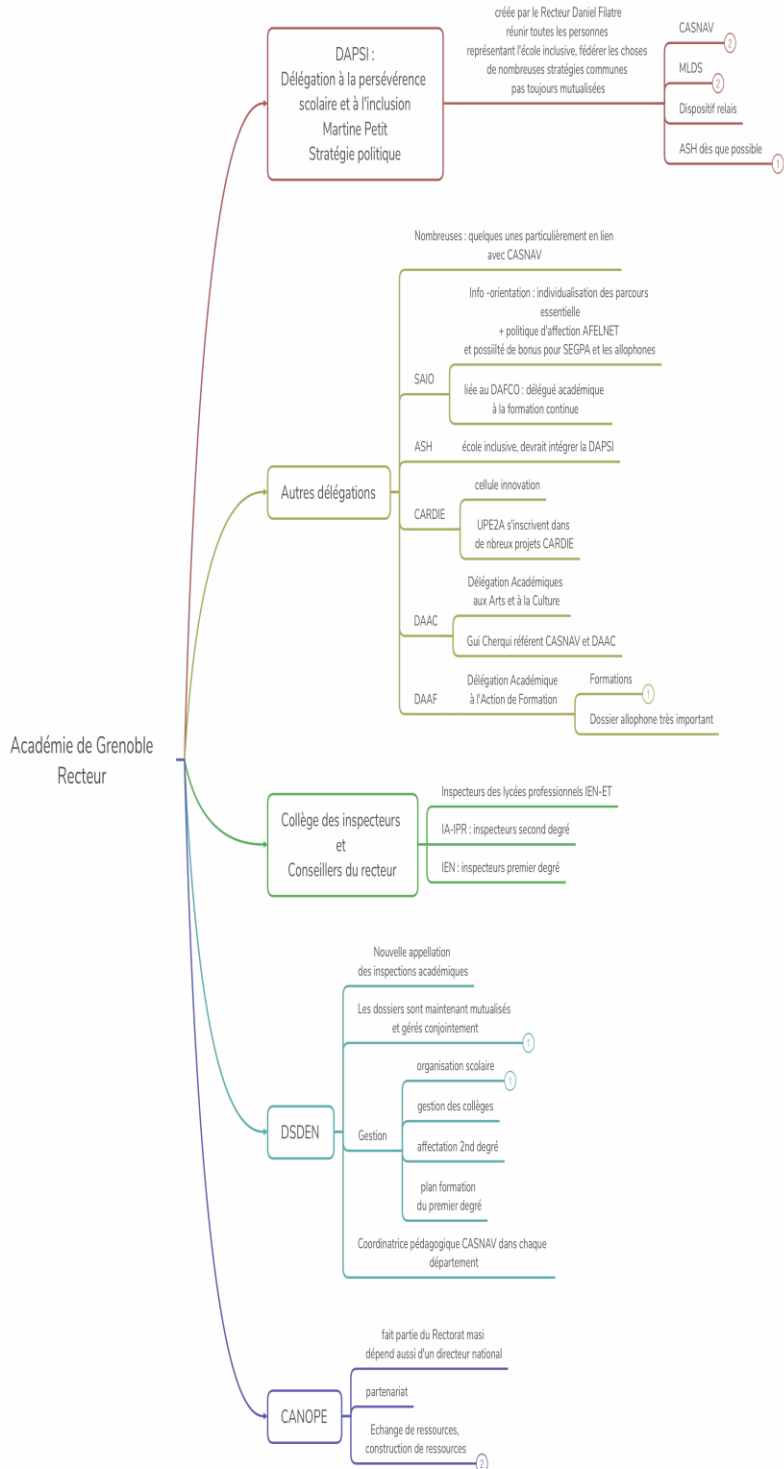 Académie de Grenoble
Recteur
DAPSI :
Délégation à la persévérence
scolaire et à l'inclusion
Martine Petit
Stratégie politique
créée par le Recteur Daniel Filatre
réunir toutes les personnes
représentant l'école inclusive, fédérer les choses
de nombreuses stratégies communes
pas toujours mutualisées
CASNAV
2
MLDS
2
Dispositif relais
ASH dès que possible
1
Autres délégations
Nombreuses : quelques unes particulièrement en lien
avec CASNAV
SAIO
Info -orientation : individualisation des parcours
essentielle
+ politique d'affection AFELNET
et possiilté de bonus pour SEGPA et les allophones
liée au DAFCO : délégué académique
à la formation continue
ASH
école inclusive, devrait intégrer la DAPSI
CARDIE
cellule innovation
UPE2A s'inscrivent dans
de nbreux projets CARDIE
DAAC
Délégation Académiques
aux Arts et à la Culture
Gui Cherqui référent CASNAV et DAAC
DAAF
Délégation Académique
à l'Action de Formation
Formations
1
Dossier allophone très important
Collège des inspecteurs
et
Conseillers du recteur
Inspecteurs des lycées professionnels IEN-ET
IA-IPR : inspecteurs second degré
IEN : inspecteurs premier degré
DSDEN
Nouvelle appellation
des inspections académiques
Les dossiers sont maintenant mutualisés
et gérés conjointement
1
Gestion
organisation scolaire
1
gestion des collèges
affectation 2nd degré
plan formation
du premier degré
Coordinatrice pédagogique CASNAV dans chaque
département
CANOPE
fait partie du Rectorat masi
dépend aussi d'un directeur national
partenariat
Echange de ressources,
construction de ressources
2